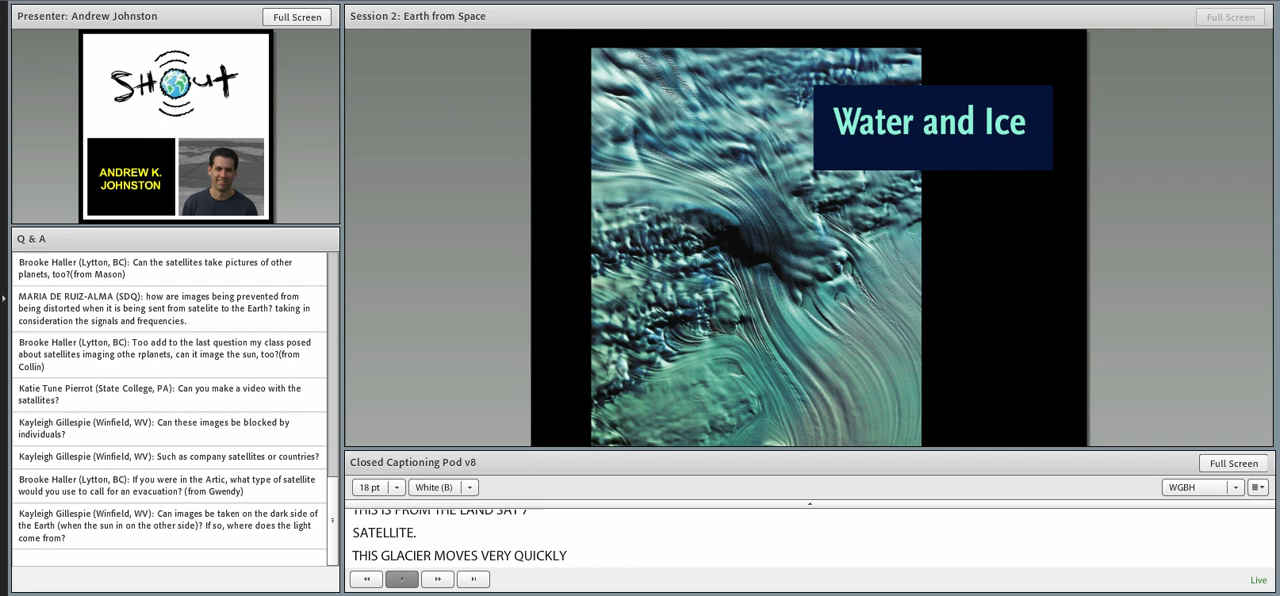 Presenter: Andrew Johnston
Full Screen
SHOUT
ANDREW K.
JOHNSTON
Q & A
Brooke Haller (Lytton, BC): Can the satellites take pictures of other
planets, too?(from Mason)
MARIA DE RUIZ-ALMA (SDQ): how are images being prevented from
being distorted when it is being sent from satelite to the Earth? taking in
consideration the signals and frequencies.
Brooke Haller (Lytton, BC): Too add to the last question my class posed
about satellites imaging othe rplanets, can it image the sun, too?(from
Collin)
Katie Tune Pierrot (State College, PA): Can you make a video with the
satallites?
Kayleigh Gillespie (Winfield, WV): Can these images be blocked by
individuals?
Kayleigh Gillespie (Winfield, WV): Such as company satellites or countries?
Brooke Haller (Lytton, BC): If you were in the Artic, what type of satellite
would you use to call for an evacuation? (from Gwendy)
Kayleigh Gillespie (Winfield, WV): Can images be taken on the dark side of
the Earth (when the sun in on the other side)? If so, where does the light
come from?
Session 2: Earth from Space
Full Screen
Water and Ice
Closed Captioning Pod v8
Full Screen
18 pt
White (B)
WGBH
THIS IS FROM THE LAND SAT 7
SATELLITE.
THIS GLACIER MOVES VERY QUICKLY
Live